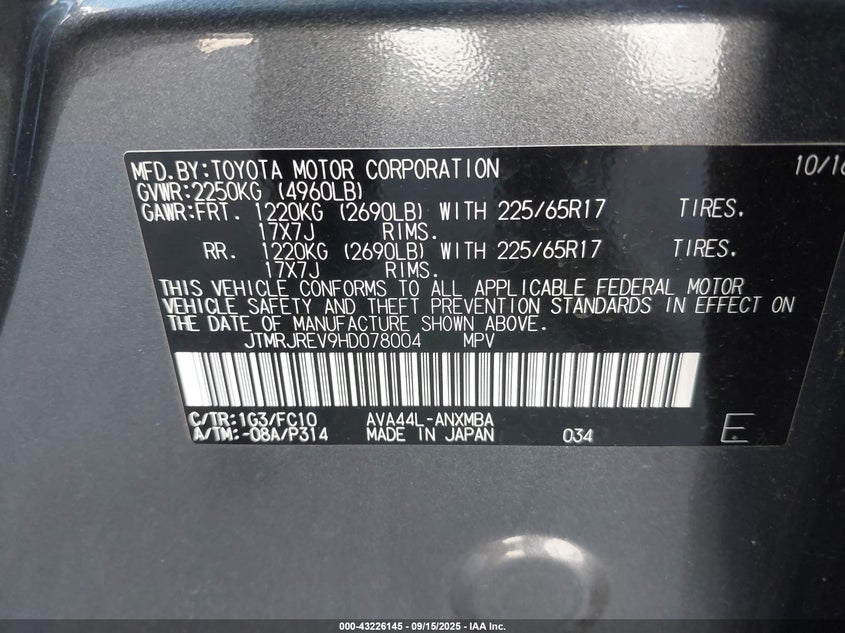 MFD.BY:TOYOTA MOTOR CORPORATION 10/16
GVWR:2250KG (4960LB)
GAWR:FRT. 1220KG (2690LB) WITH 225/65R17 TIRES.
17X7J RIMS.
RR. 1220KG (2690LB) WITH 225/65R17 TIRES.
17X7J RIMS.
THIS VEHICLE CONFORMS TO ALL APPLICABLE FEDERAL MOTOR
VEHICLE SAFETY AND THEFT PREVENTION STANDARDS IN EFFECT ON
THE DATE OF MANUFACTURE SHOWN ABOVE.
JTMRJREV9HD078004 MPV
C/TR:1G3/FC10 AVA44L-ANXMBA
A/TM:-08A/P314 MADE IN JAPAN 034 E
000-43226145 - 09/15/2025 - IAA Inc.